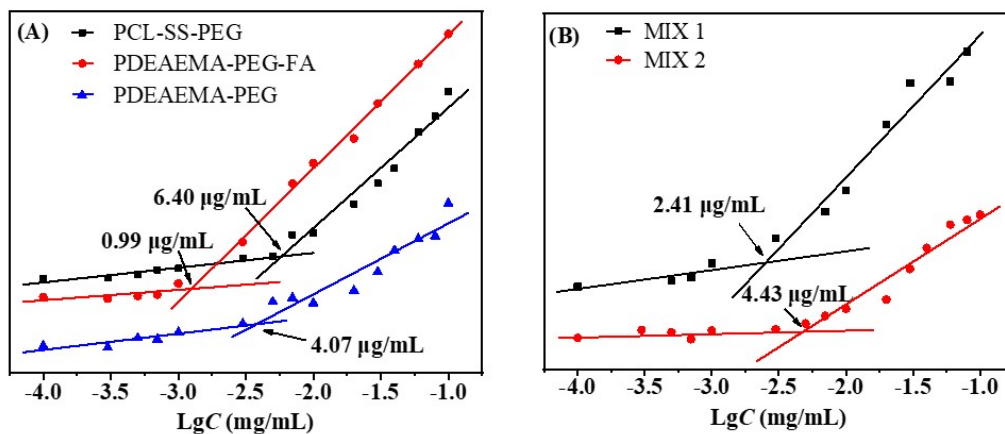 (A)
PCL-SS-PEG
PDEAEMA-PEG-FA
PDEAEMA-PEG
6.40 µg/mL
0.99 µg/mL
4.07 µg/mL
-4.0 -3.5 -3.0 -2.5 -2.0 -1.5 -1.0
LgC (mg/mL)
(B)
MIX 1
MIX 2
2.41 µg/mL
4.43 µg/mL
-4.0 -3.5 -3.0 -2.5 -2.0 -1.5 -1.0
LgC (mg/mL)